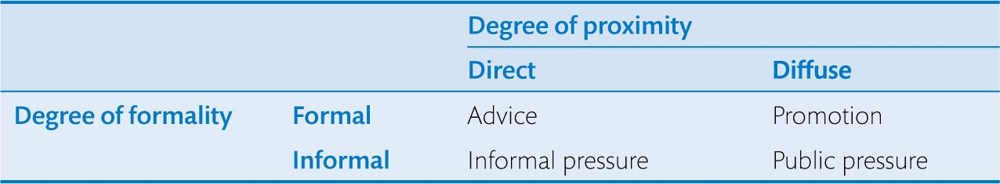 Degree of proximity
Direct Diffuse
Degree of formality Formal Advice Promotion
Informal Informal pressure Public pressure